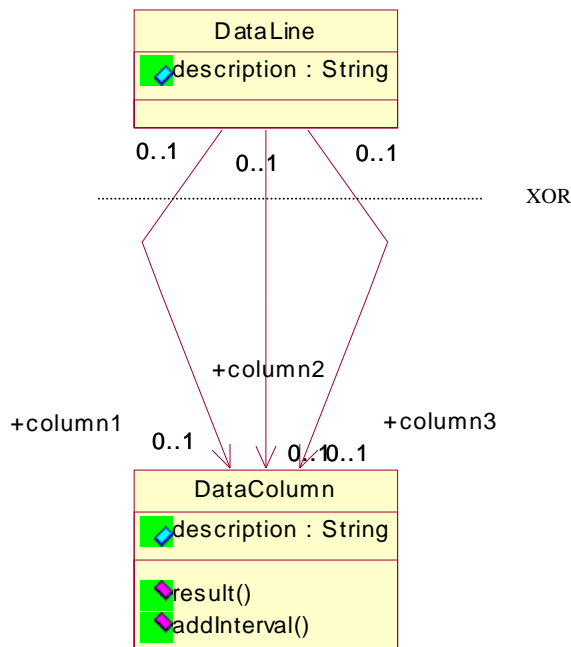 DataLine
description : String
0..1
0..1
0..1
XOR
+column2
+column1
+column3
0..1
0..1
0..1
DataColumn
description : String
result()
addInterval()